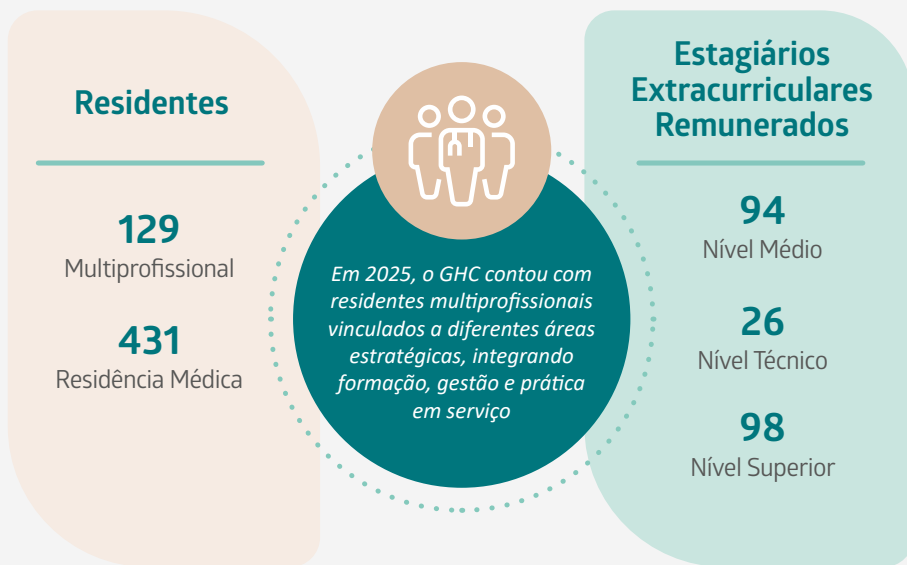 Residentes
129
Multiprofissional
431
Residência Médica
Em 2025, o GHC contou com
residentes multiprofissionais
vinculados a diferentes áreas
estratégicas, integrando
formação, gestão e prática
em serviço
Estagiários
Extracurriculares
Remunerados
94
Nível Médio
26
Nível Técnico
98
Nível Superior